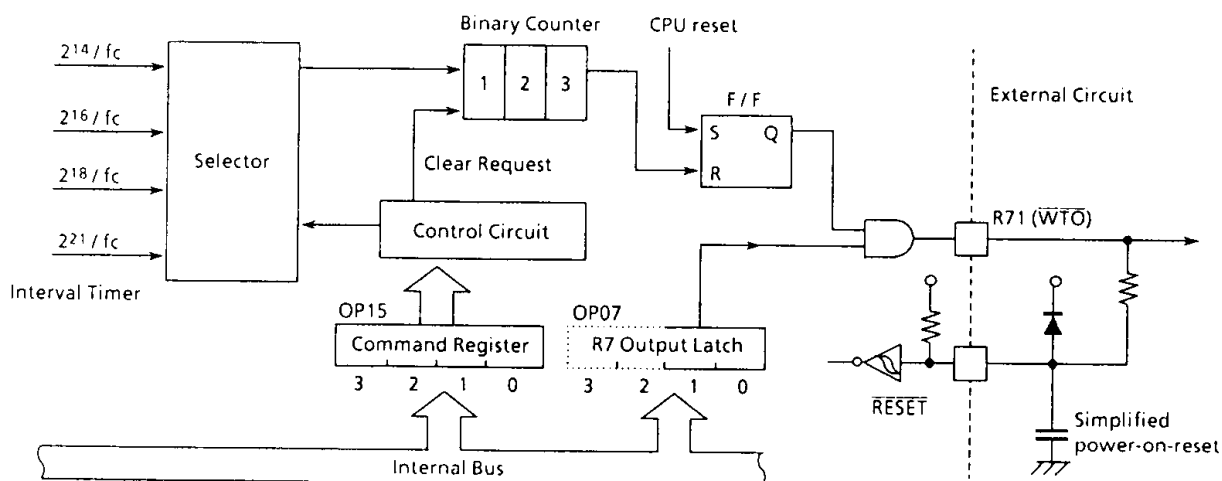 Binary Counter
CPU reset
2^14 / fc
2^16 / fc
2^18 / fc
2^21 / fc
Interval Timer
Selector
1 2 3
Clear Request
Control Circuit
F / F
S Q
R
External Circuit
R71 (W̅T̅O̅)
OP15
Command Register
3 2 1 0
OP07
R7 Output Latch
3 2 1 0
R̅E̅S̅E̅T̅
Simplified
power-on-reset
Internal Bus